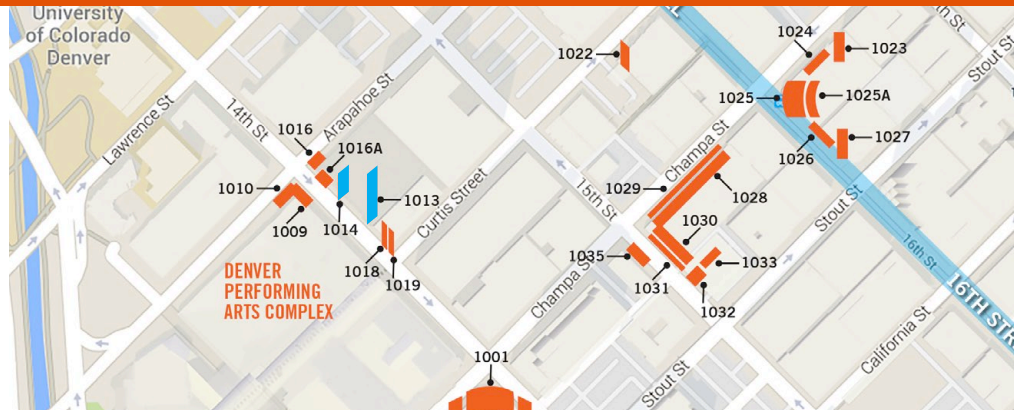 University
of Colorado
Denver
Lawrence St
14th St
Arapahoe St
1016
1016A
1010
1009
1014
1013
1018
1019
Curtis Street
DENVER
PERFORMING
ARTS COMPLEX
1001
1022
15th St
Champa St
Champa St
1029
1028
1030
1035
1031
1033
1032
1024
1023
1025
1025A
1026
1027
15th St
Stout St
Stout St
Stout St
16th St
16TH STR
California St